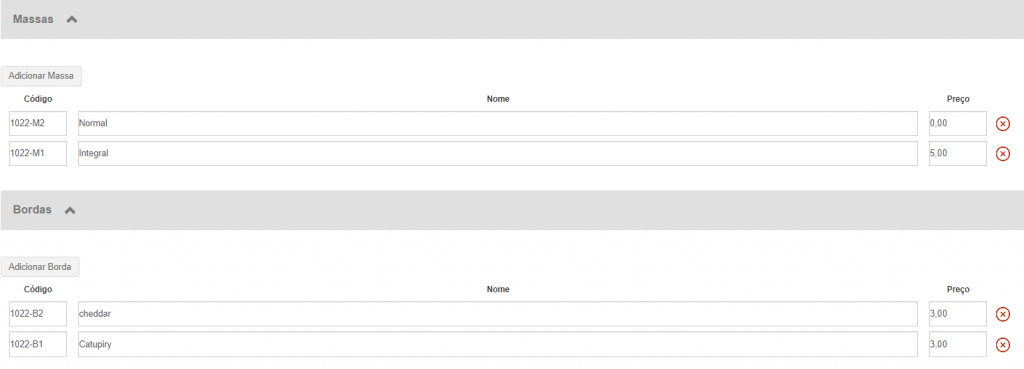 Massas
Adicionar Massa
Código Nome Preço
1022-M2 Normal 0,00
1022-M1 Integral 5,00
Bordas
Adicionar Borda
Código Nome Preço
1022-B2 cheddar 3,00
1022-B1 Catupiry 3,00